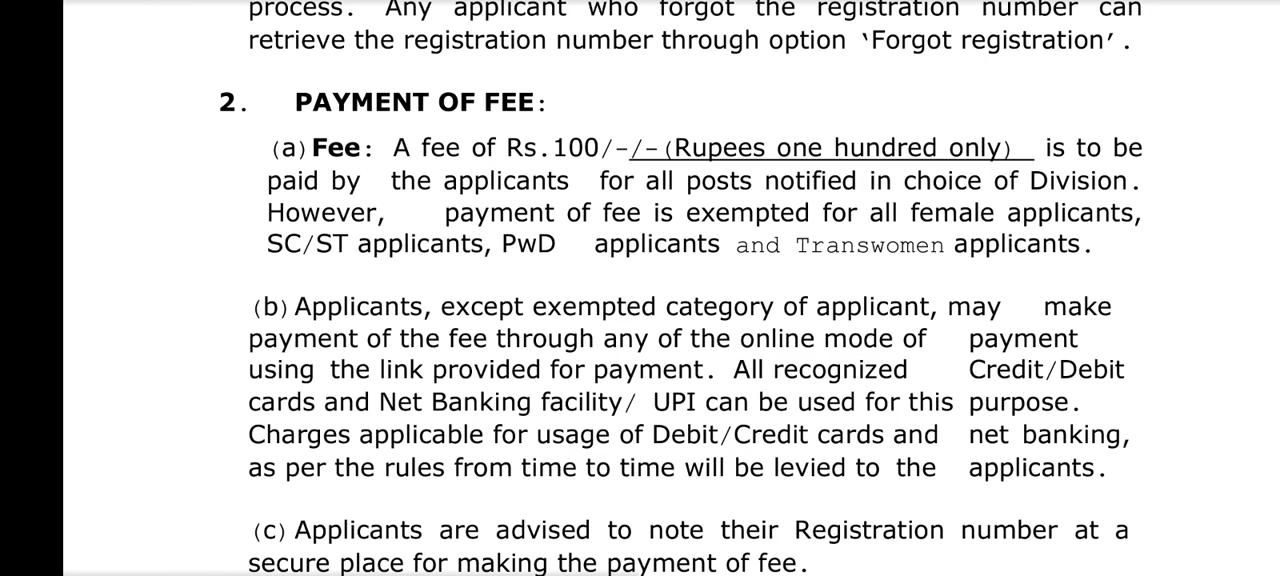 process. Any applicant who forgot the registration number can
retrieve the registration number through option ‘Forgot registration’ .
2. PAYMENT OF FEE:
(a) Fee: A fee of Rs.100/-/-(Rupees one hundred only) is to be
paid by the applicants for all posts notified in choice of Division.
However, payment of fee is exempted for all female applicants,
SC/ST applicants, PwD applicants and Transwomen applicants.
(b) Applicants, except exempted category of applicant, may make
payment of the fee through any of the online mode of payment
using the link provided for payment. All recognized Credit/Debit
cards and Net Banking facility/ UPI can be used for this purpose.
Charges applicable for usage of Debit/Credit cards and net banking,
as per the rules from time to time will be levied to the applicants.
(c) Applicants are advised to note their Registration number at a
secure place for making the payment of fee.